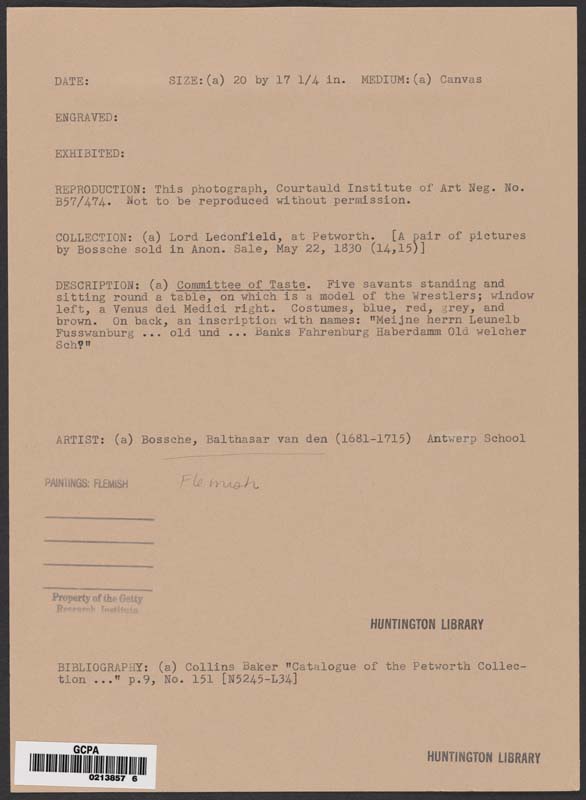 DATE: SIZE:(a) 20 by 17 1/4 in. MEDIUM:(a) Canvas
ENGRAVED:
EXHIBITED:
REPRODUCTION: This photograph, Courtauld Institute of Art Neg. No.
B57/474. Not to be reproduced without permission.
COLLECTION: (a) Lord Leconfield, at Petworth. [A pair of pictures
by Bossche sold in Anon. Sale, May 22, 1830 (14,15)]
DESCRIPTION: (a) Committee of Taste. Five savants standing and
sitting round a table, on which is a model of the Wrestlers; window
left, a Venus dei Medici right. Costumes, blue, red, grey, and
brown. On back, an inscription with names: "Meijne herrn Leunelb
Fusswanburg ... old und ... Banks Fahrenburg Haberdamm Old welcher
Sch?"
ARTIST: (a) Bossche, Balthasar van den (1681-1715) Antwerp School
PAINTINGS: FLEMISH Flemish
Property of the Getty
Research Institute
HUNTINGTON LIBRARY
BIBLIOGRAPHY: (a) Collins Baker "Catalogue of the Petworth Collec-
tion ..." p.9, No. 151 [N5245-L34]
GCPA
0213857 6
HUNTINGTON LIBRARY